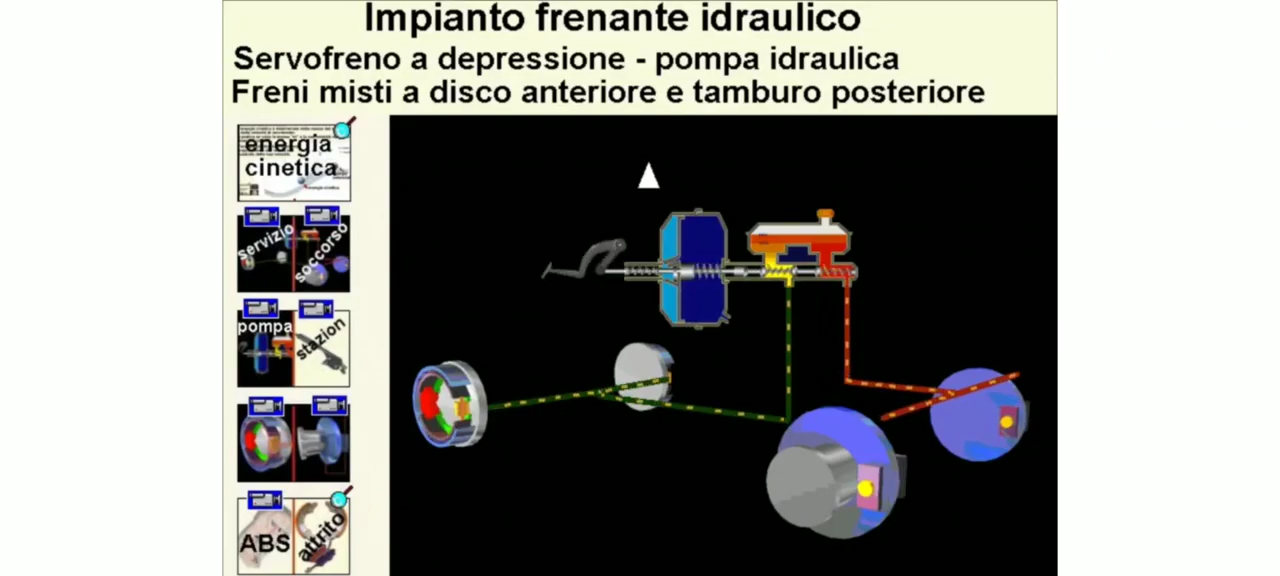 Impianto frenante idraulico
Servofreno a depressione - pompa idraulica
Freni misti a disco anteriore e tamburo posteriore
energia
cinetica
servizio
soccorso
pompa
stazion
ABS
attrito